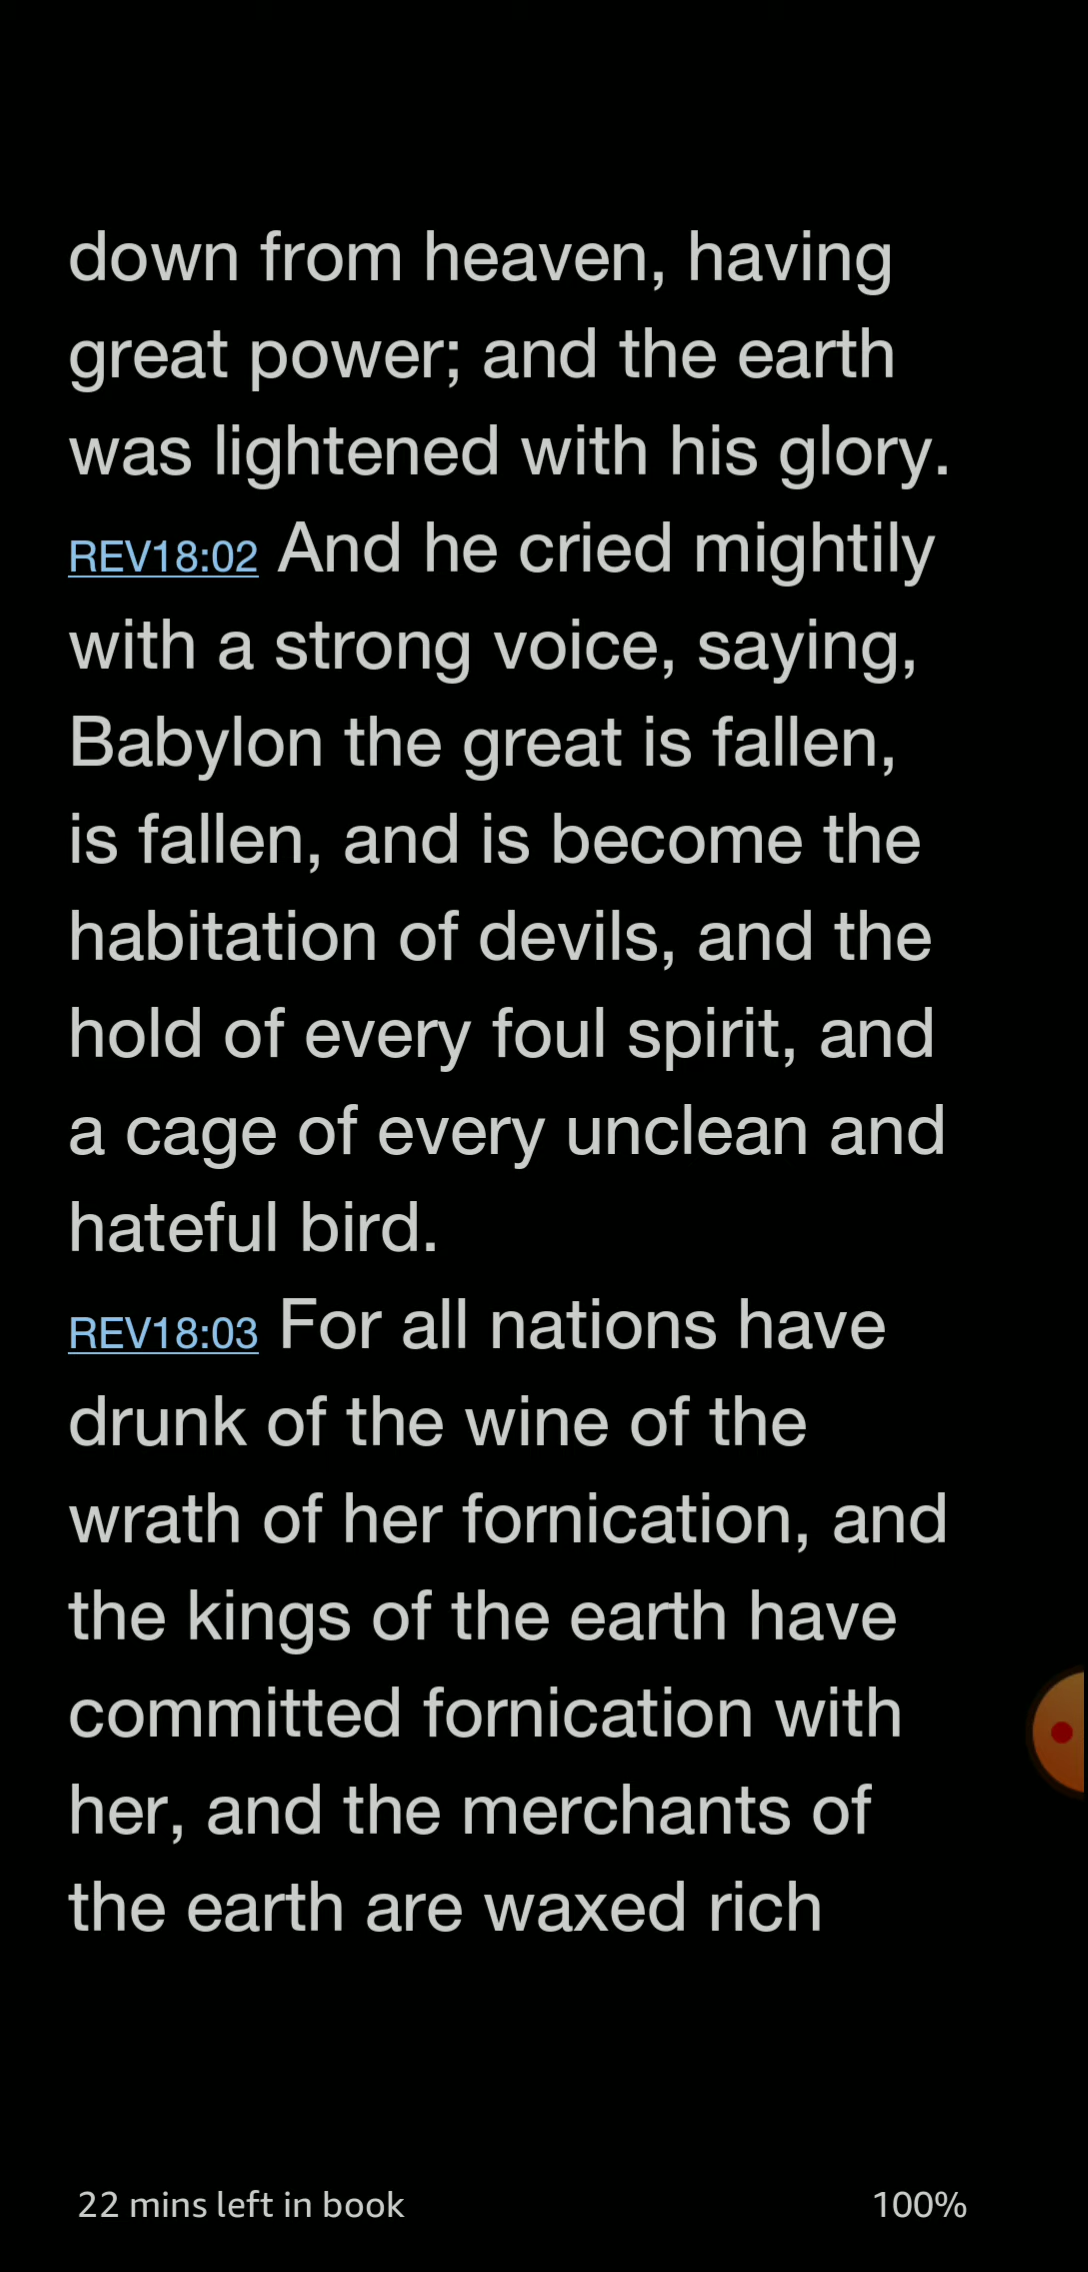 down from heaven, having
great power; and the earth
was lightened with his glory.
REV18:02 And he cried mightily
with a strong voice, saying,
Babylon the great is fallen,
is fallen, and is become the
habitation of devils, and the
hold of every foul spirit, and
a cage of every unclean and
hateful bird.
REV18:03 For all nations have
drunk of the wine of the
wrath of her fornication, and
the kings of the earth have
committed fornication with
her, and the merchants of
the earth are waxed rich
22 mins left in book 100%